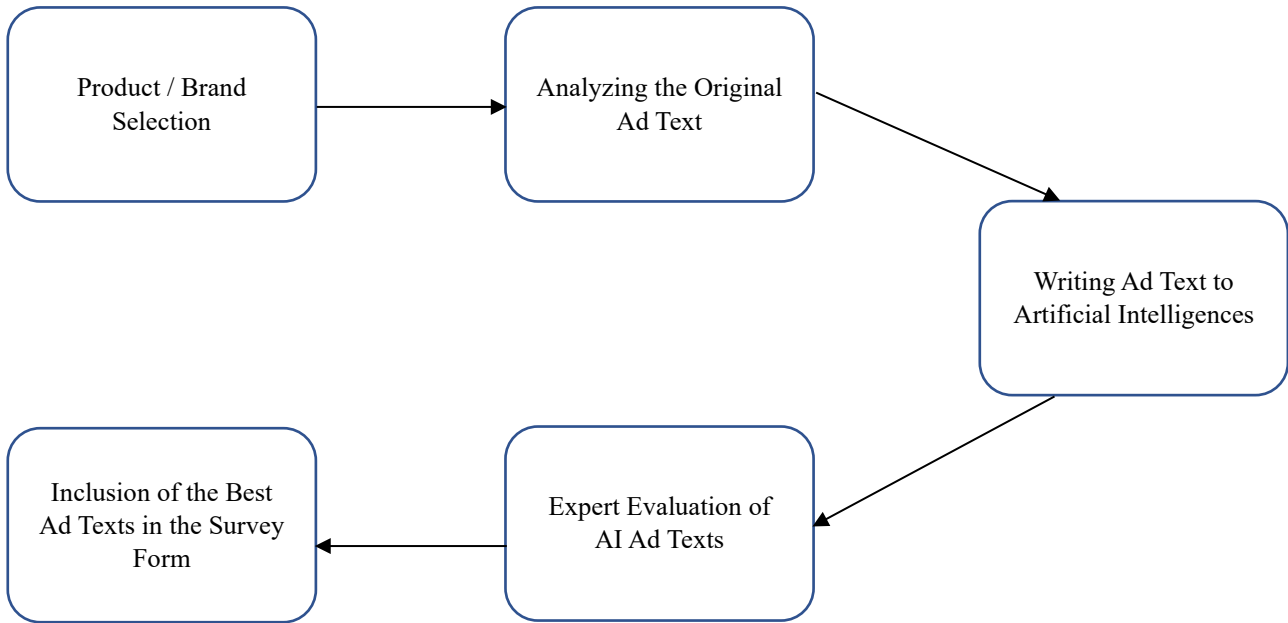 Product / Brand
Selection
Analyzing the Original
Ad Text
Writing Ad Text to
Artificial Intelligences
Expert Evaluation of
AI Ad Texts
Inclusion of the Best
Ad Texts in the Survey
Form